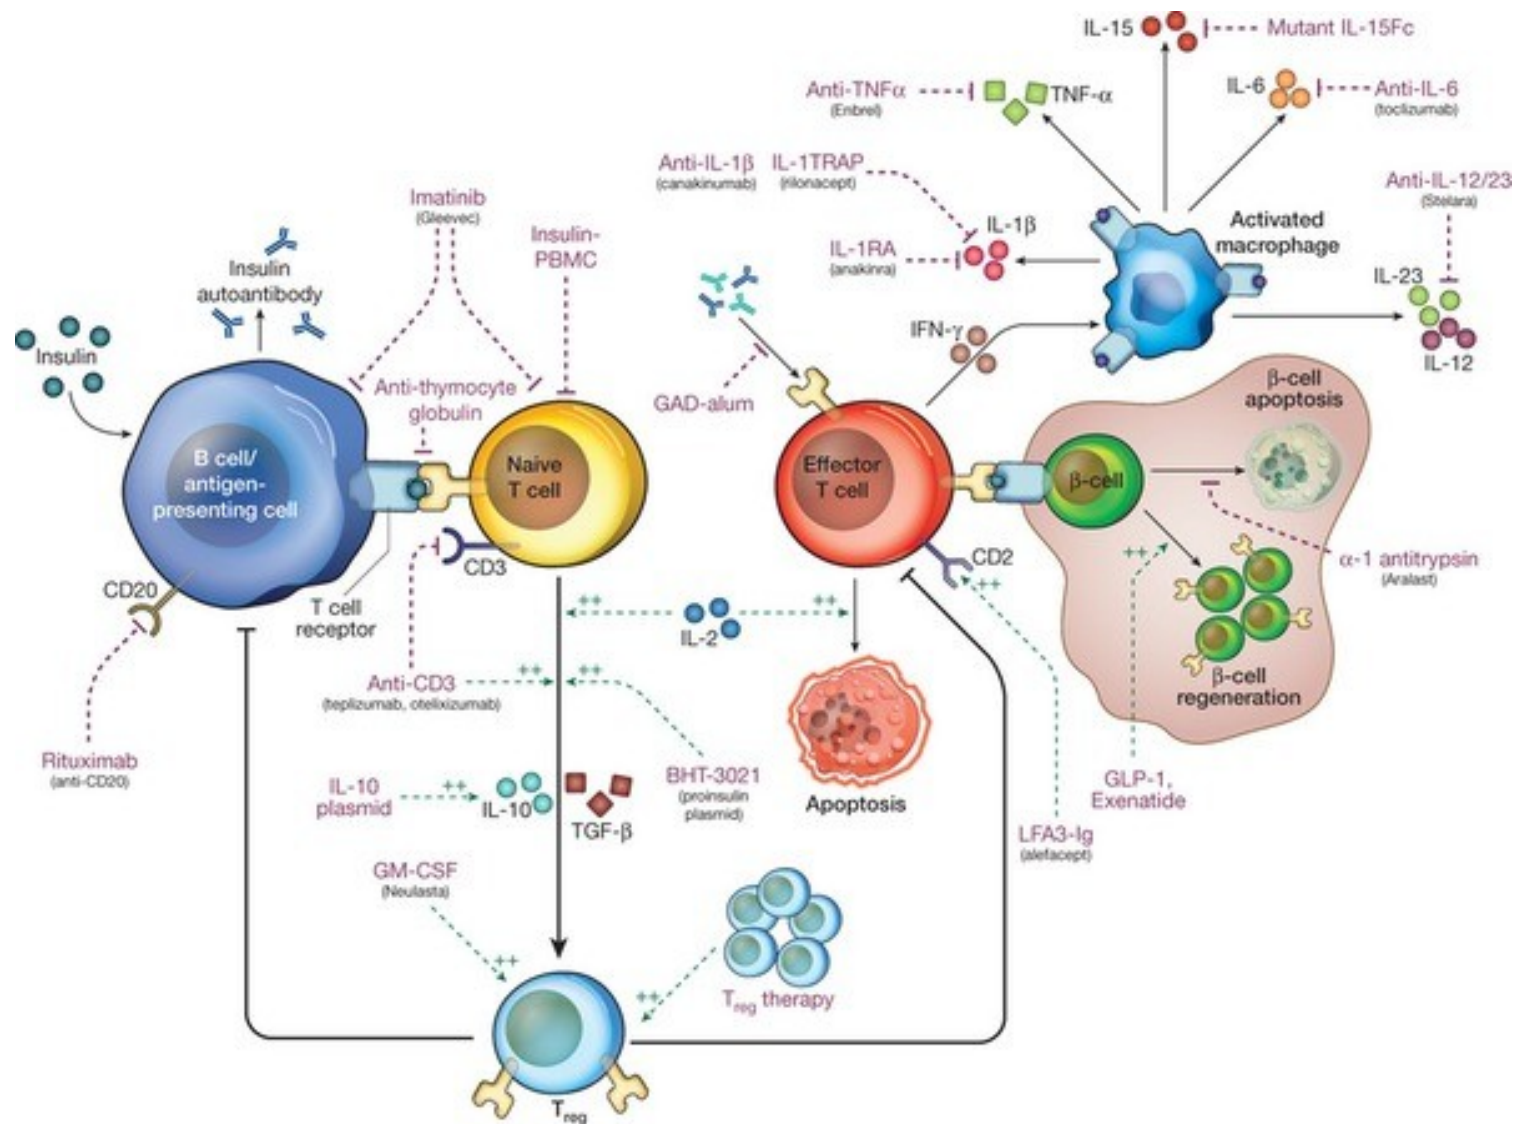 IL-15
Mutant IL-15Fc
Anti-TNFα
(Enbrel)
TNF-α
IL-6
Anti-IL-6
(toclizumab)
Anti-IL-1β
(canakinumab)
IL-1TRAP
(rilonacept)
Anti-IL-12/23
(Stelara)
Imatinib
(Gleevec)
Insulin-
PBMC
IL-1β
IL-1RA
(anakinra)
Activated
macrophage
Insulin
autoantibody
IL-23
IL-12
Insulin
IFN-γ
Anti-thymocyte
globulin
GAD-alum
β-cell
apoptosis
B cell/
antigen-
presenting cell
Naive
T cell
Effector
T cell
β-cell
CD3
CD2
++
α-1 antitrypsin
(Aralast)
CD20
T cell
receptor
++
++
++
IL-2
Anti-CD3
(teplizumab, otelixizumab)
++
++
β-cell
regeneration
Rituximab
(anti-CD20)
IL-10
plasmid
++
IL-10
TGF-β
BHT-3021
(proinsulin
plasmid)
Apoptosis
GLP-1,
Exenatide
LFA3-Ig
(alefacept)
GM-CSF
(Neulasta)
++
++
Treg therapy
Treg